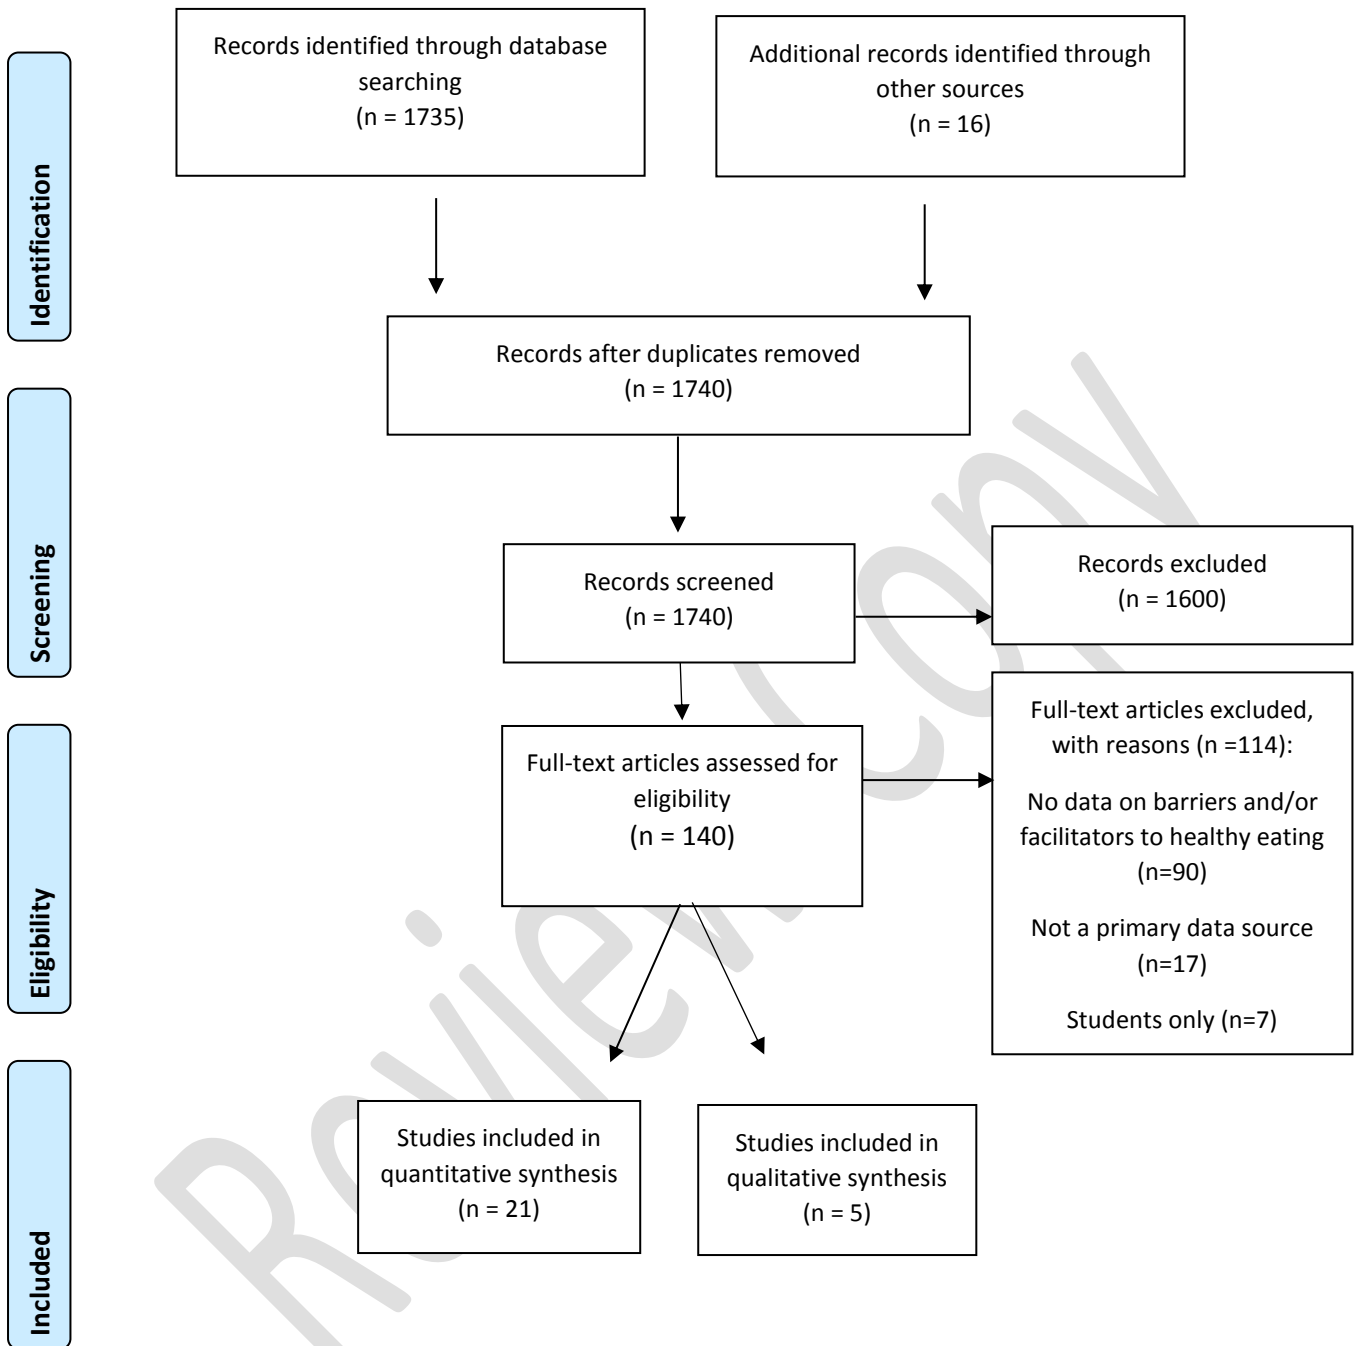 Identification
Records identified through database
searching
(n = 1735)
Additional records identified through
other sources
(n = 16)
Records after duplicates removed
(n = 1740)
Screening
Records screened
(n = 1740)
Records excluded
(n = 1600)
Eligibility
Full-text articles assessed for
eligibility
(n = 140)
Full-text articles excluded,
with reasons (n =114):
No data on barriers and/or
facilitators to healthy eating
(n=90)
Not a primary data source
(n=17)
Students only (n=7)
Included
Studies included in
quantitative synthesis
(n = 21)
Studies included in
qualitative synthesis
(n = 5)
Review Copy